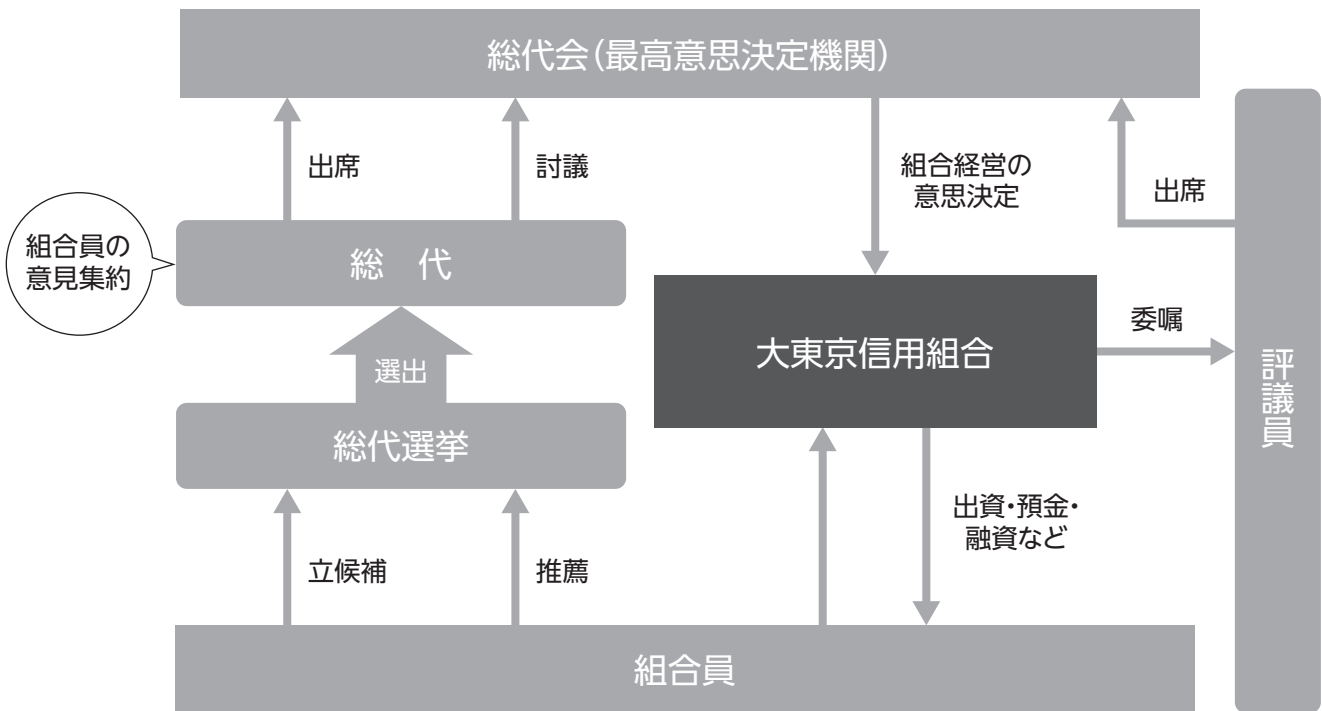 総代会（最高意思決定機関）
出席
討議
組合経営の
意思決定
出席
組合員の
意見集約
総　代
大東京信用組合
委嘱
評議員
選出
総代選挙
出資・預金・
融資など
立候補
推薦
組合員